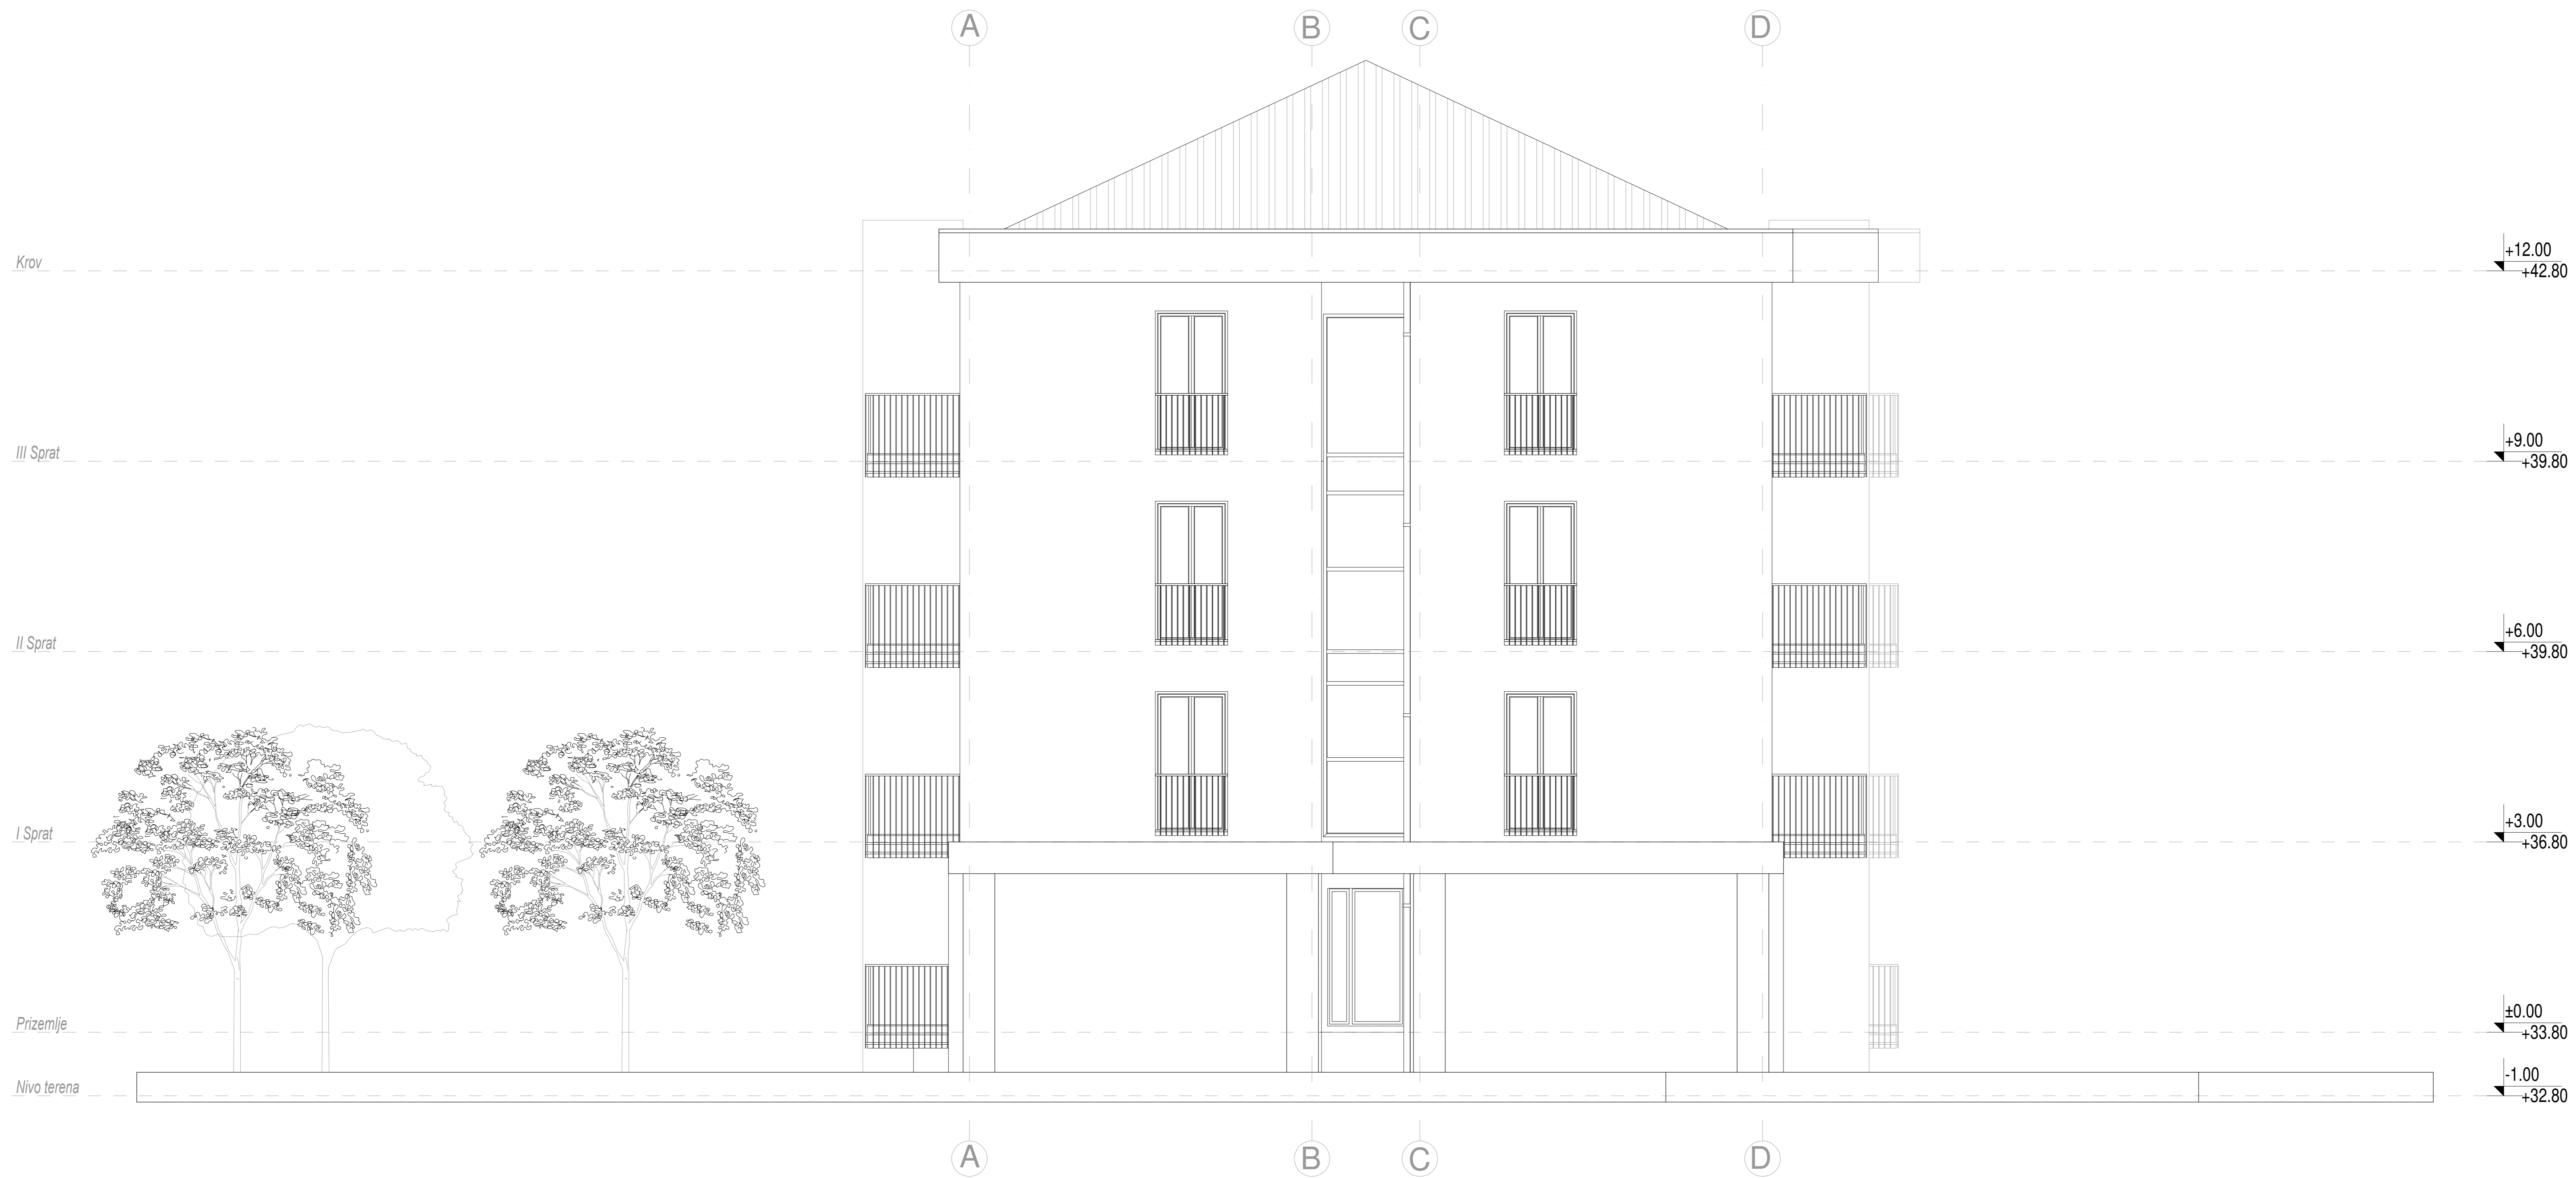 A B C D
Krov
+12.00
+42.80
III Sprat
+9.00
+39.80
II Sprat
+6.00
+39.80
I Sprat
+3.00
+36.80
Prizemlje
±0.00
+33.80
Nivo terena
-1.00
+32.80
A B C D